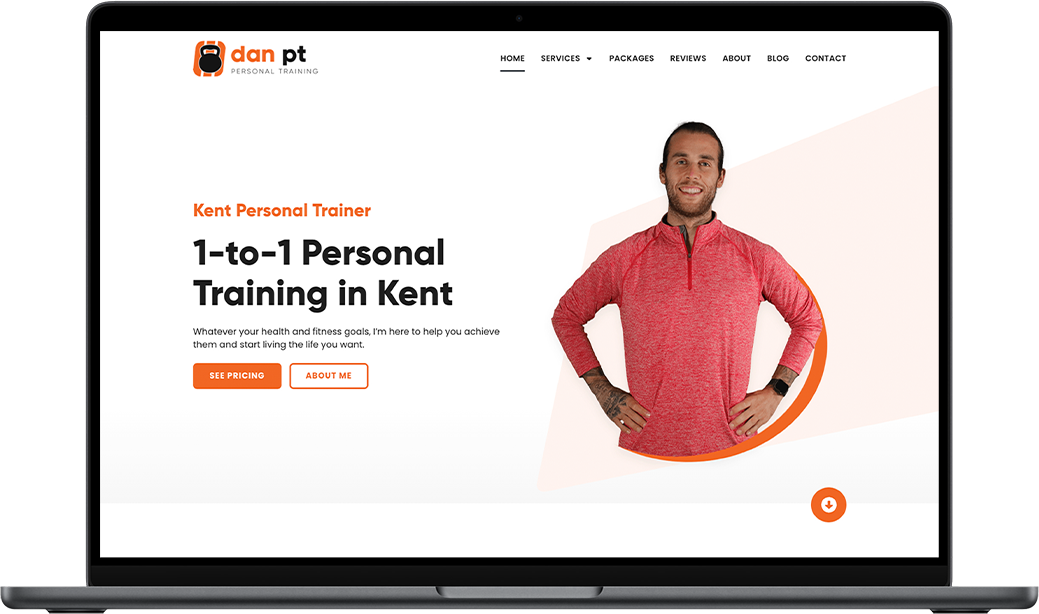 dan pt
PERSONAL TRAINING
HOME SERVICES PACKAGES REVIEWS ABOUT BLOG CONTACT
Kent Personal Trainer
1-to-1 Personal
Training in Kent
Whatever your health and fitness goals, I'm here to help you achieve
them and start living the life you want.
SEE PRICING ABOUT ME